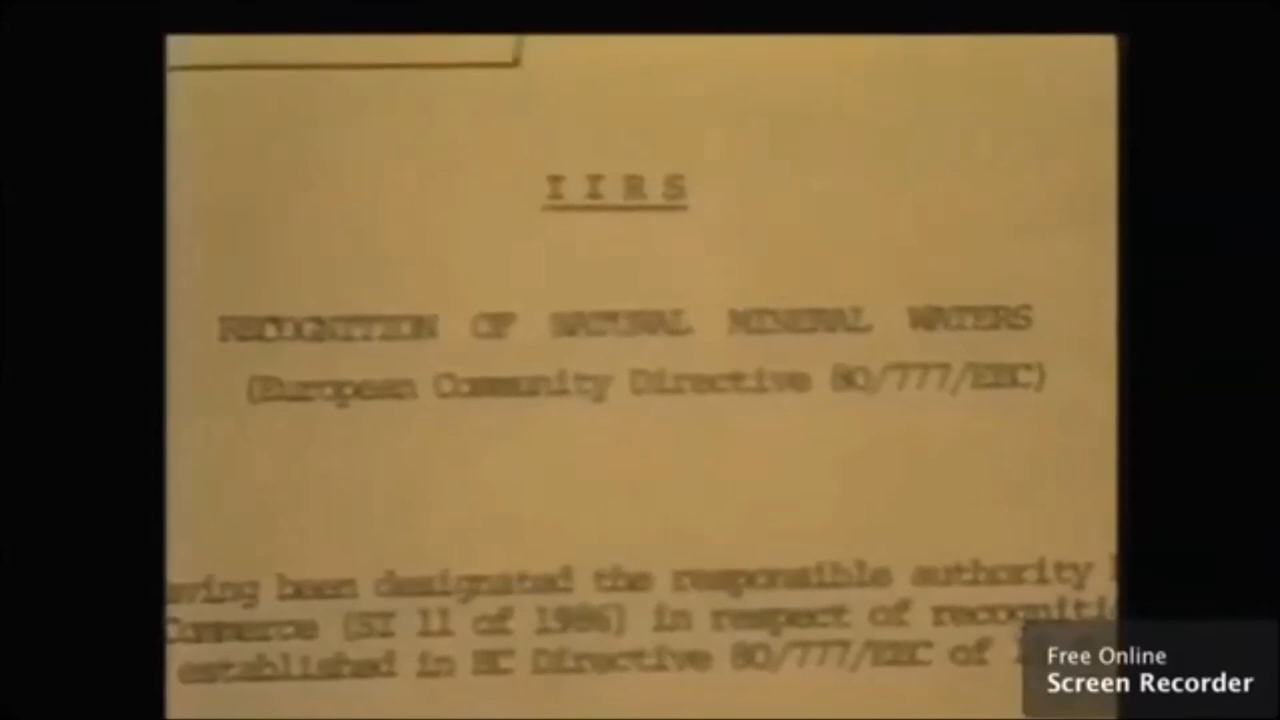 I I R S
RECOGNITION OF NATURAL MINERAL WATERS
(European Community Directive 80/777/EEC)
aving been designated the responsible authority
Commerce (SI 11 of 1986) in respect of recogniti
established in EC Directive 80/777/EEC of
Free Online
Screen Recorder